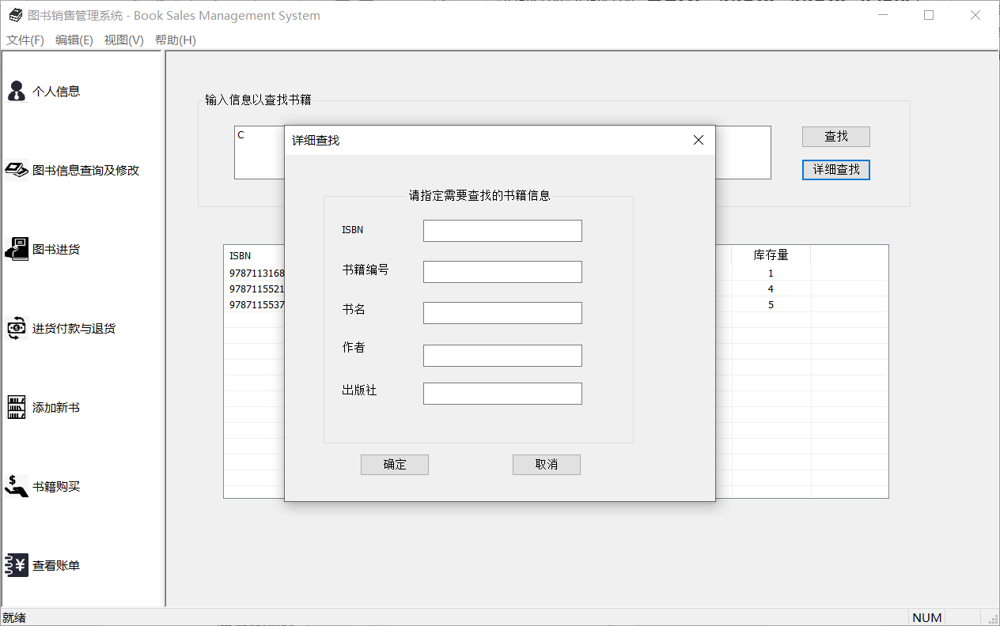 图书销售管理系统 - Book Sales Management System
文件(F) 编辑(E) 视图(V) 帮助(H)
个人信息
图书信息查询及修改
图书进货
进货付款与退货
添加新书
书籍购买
查看账单
输入信息以查找书籍
C
查找
详细查找
ISBN
库存量
9787113168
1
9787115521
4
9787115537
5
详细查找
请指定需要查找的书籍信息
ISBN
书籍编号
书名
作者
出版社
确定
取消
就绪
NUM